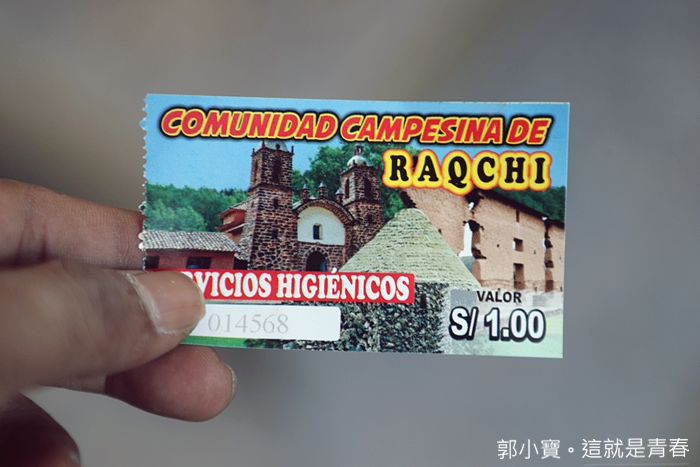 COMUNIDAD CAMPESINA DE
RAQCHI
VICIOS HIGIÉNICOS
014568
VALOR
S/ 1.00
郭小寶。這就是青春